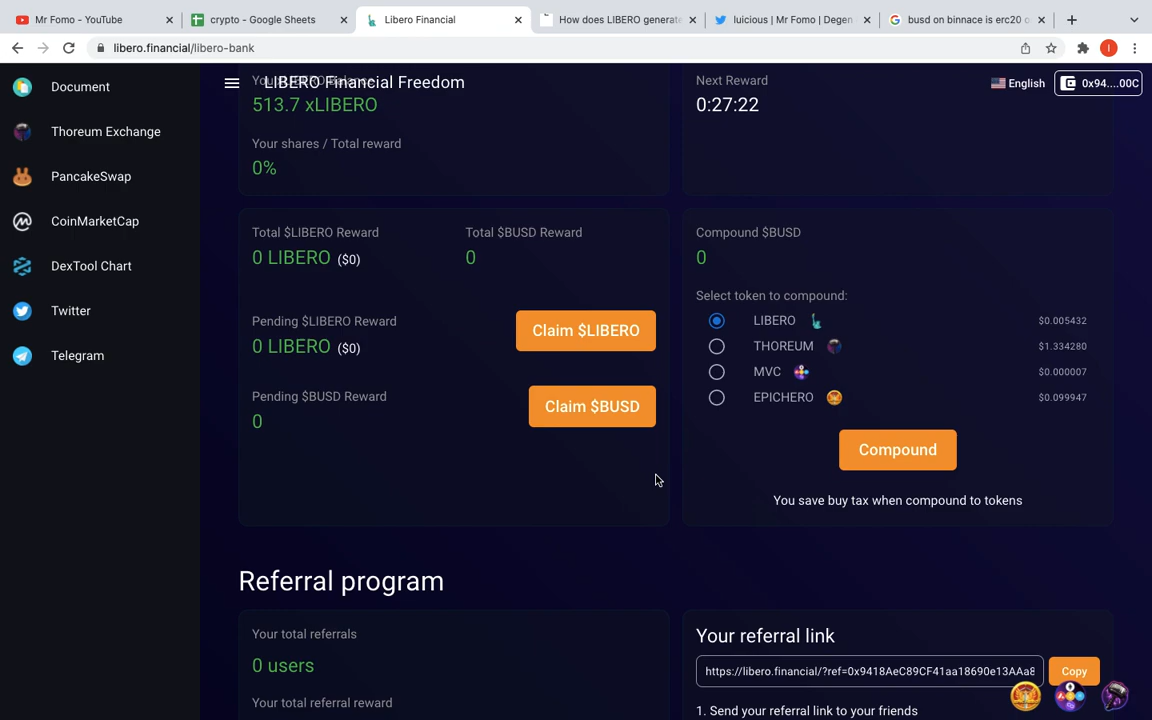 Mr Fomo - YouTube
crypto - Google Sheets
Libero Financial
How does LIBERO generate
luicious | Mr Fomo | Degen
busd on binnace is erc20 o
libero.financial/libero-bank
I
Document
Thoreum Exchange
PancakeSwap
CoinMarketCap
DexTool Chart
Twitter
Telegram
LIBERO Financial Freedom
English
0x94....00C
513.7 xLIBERO
Your shares / Total reward
0%
Next Reward
0:27:22
Total $LIBERO Reward
0 LIBERO ($0)
Total $BUSD Reward
0
Pending $LIBERO Reward
0 LIBERO ($0)
Claim $LIBERO
Pending $BUSD Reward
0
Claim $BUSD
Compound $BUSD
0
Select token to compound:
LIBERO $0.005432
THOREUM $1.334280
MVC $0.000007
EPICHERO $0.099947
Compound
You save buy tax when compound to tokens
Referral program
Your total referrals
0 users
Your total referral reward
Your referral link
https://libero.financial/?ref=0x9418AeC89CF41aa18690e13AAa8
Copy
1. Send your referral link to your friends